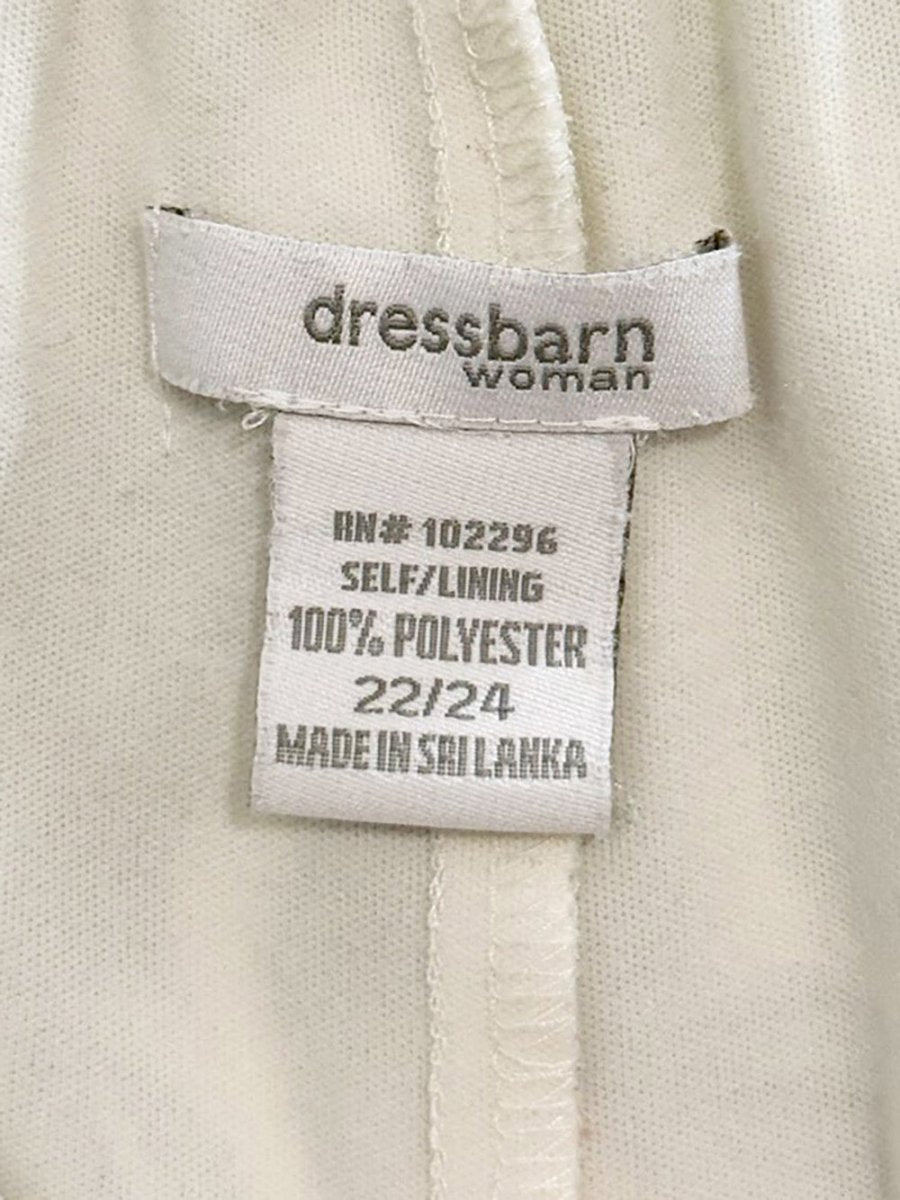 dressbarn
woman
RN# 102296
SELF/LINING
100% POLYESTER
22/24
MADE IN SRI LANKA